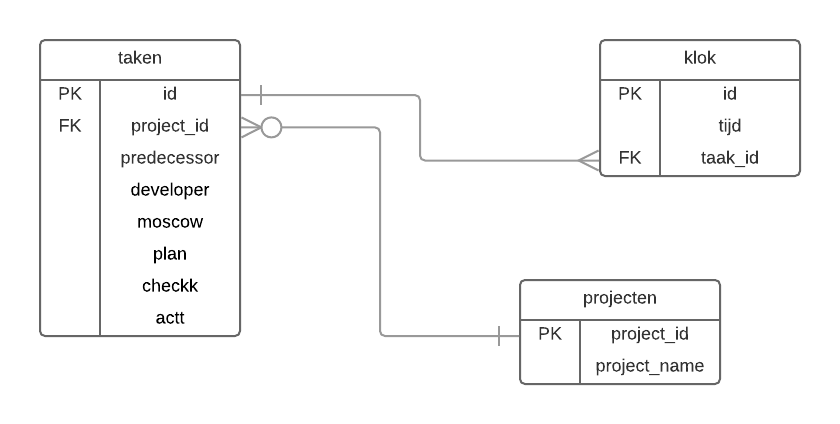 taken
PK id
FK project_id
predecessor
developer
moscow
plan
checkk
actt
klok
PK id
tijd
FK taak_id
projecten
PK project_id
project_name